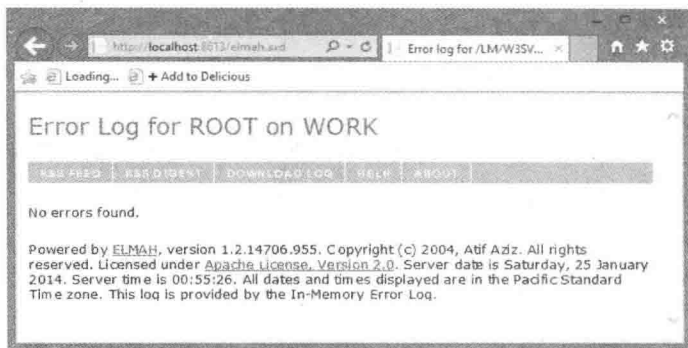 http://localhost:8613/elmah.axd
Error log for /LM/W3SV...
Loading... + Add to Delicious
Error Log for ROOT on WORK
RSS FEED RSS DIGEST DOWNLOAD LOG HELP ABOUT
No errors found.
Powered by ELMAH, version 1.2.14706.955. Copyright (c) 2004, Atif Aziz. All rights
reserved. Licensed under Apache License, Version 2.0. Server date is Saturday, 25 January
2014. Server time is 00:55:26. All dates and times displayed are in the Pacific Standard
Time zone. This log is provided by the In-Memory Error Log.